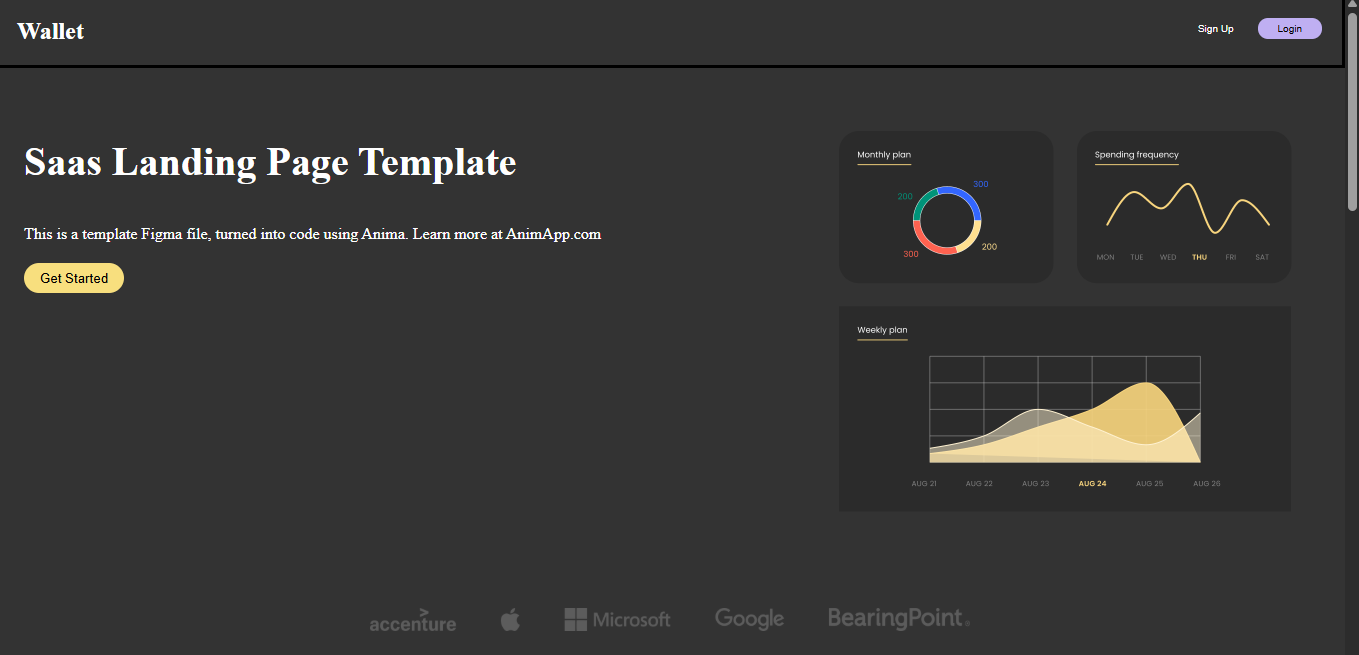 Wallet
Sign Up
Login
Saas Landing Page Template
This is a template Figma file, turned into code using Anima. Learn more at AnimApp.com
Get Started
Monthly plan
300
200
200
300
Spending frequency
MON TUE WED THU FRI SAT
Weekly plan
AUG 21 AUG 22 AUG 23 AUG 24 AUG 25 AUG 26
accenture
Microsoft
Google
BearingPoint®